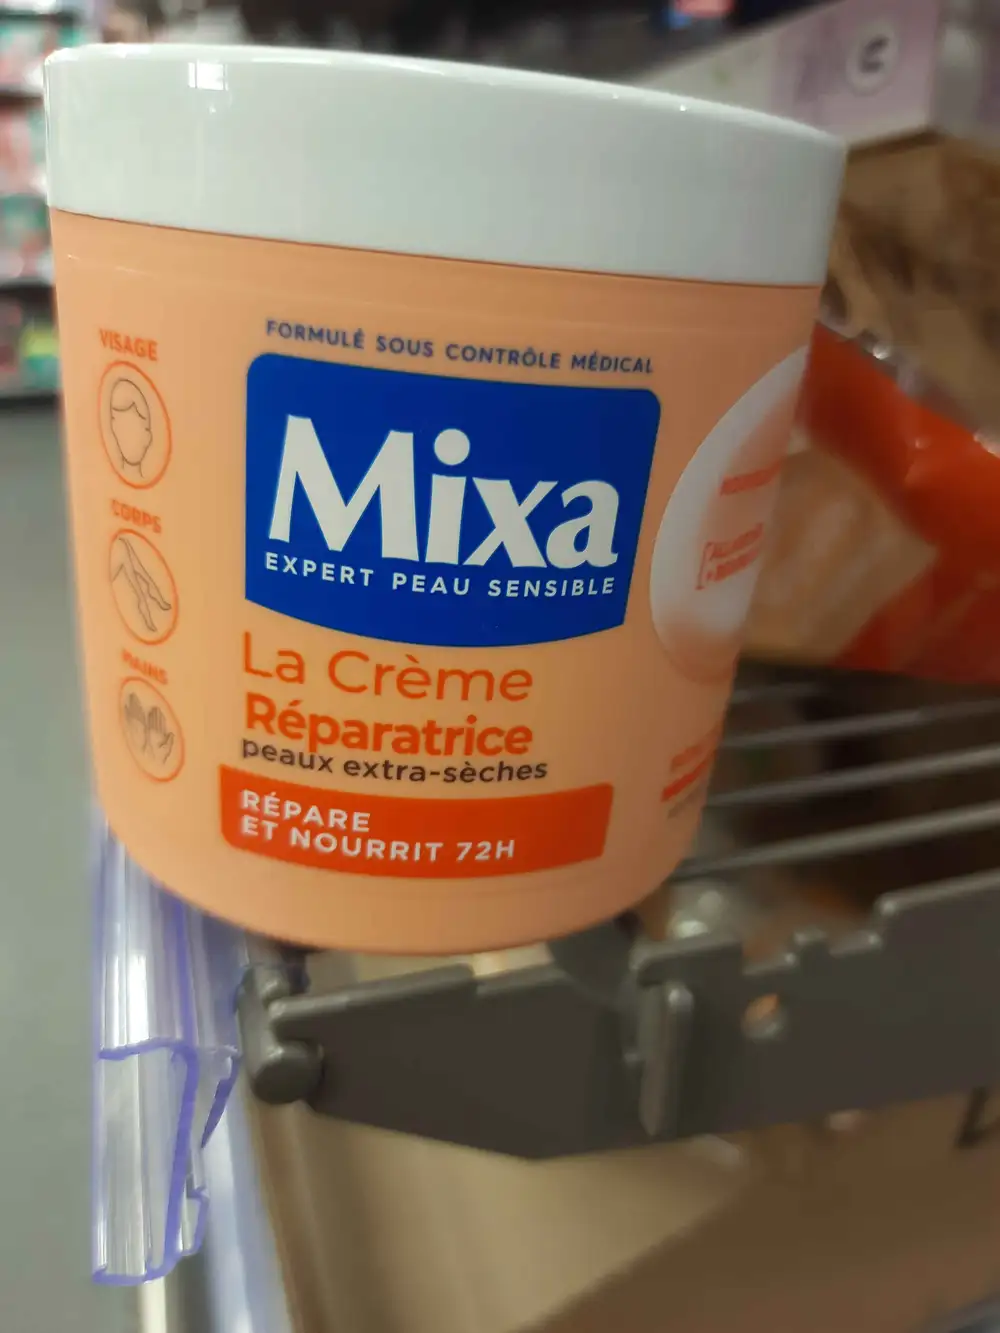 FORMULÉ SOUS CONTRÔLE MÉDICAL
Mixa
EXPERT PEAU SENSIBLE
VISAGE
CORPS
MAINS
La Crème
Réparatrice
peaux extra-sèches
RÉPARE
ET NOURRIT 72H